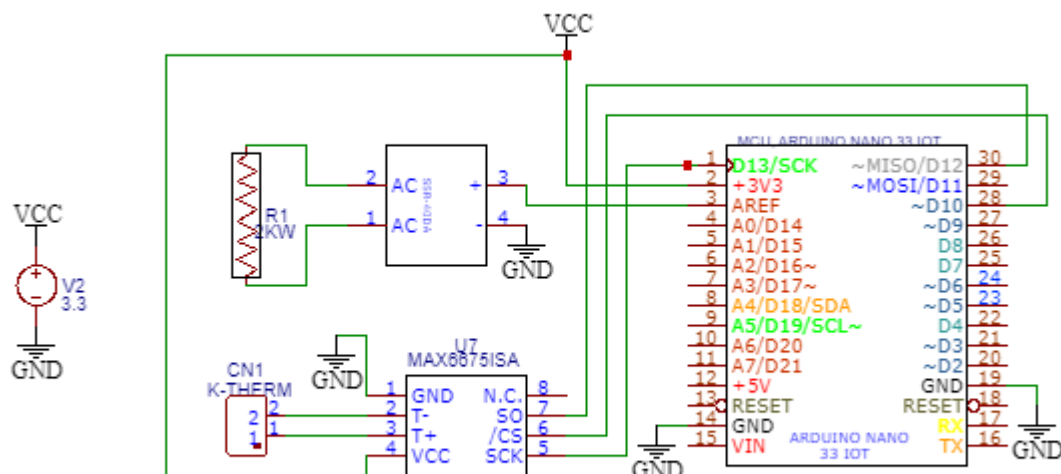 VCC
MCU, ARDUINO NANO 33 IOT
1 D13/SCK ~MISO/D12 30
2 +3V3 ~MOSI/D11 29
3 AREF ~D10 28
4 A0/D14 ~D9 27
5 A1/D15 D8 26
6 A2/D16~ D7 25
7 A3/D17~ ~D6 24
8 A4/D18/SDA ~D5 23
9 A5/D19/SCL~ D4 22
10 A6/D20 ~D3 21
11 A7/D21 ~D2 20
12 +5V GND 19
13 RESET RESET 18
14 GND RX 17
15 VIN TX 16
ARDUINO NANO
33 IOT
GND
GND
2 AC + 3
1 AC - 4
SSR-40DA
GND
R1
2KW
VCC
+
-
V2
3.3
GND
U7
MAX6675ISA
GND
1 GND N.C. 8
2 T- SO 7
3 T+ /CS 6
4 VCC SCK 5
CN1
K-THERM
2 2
1 1